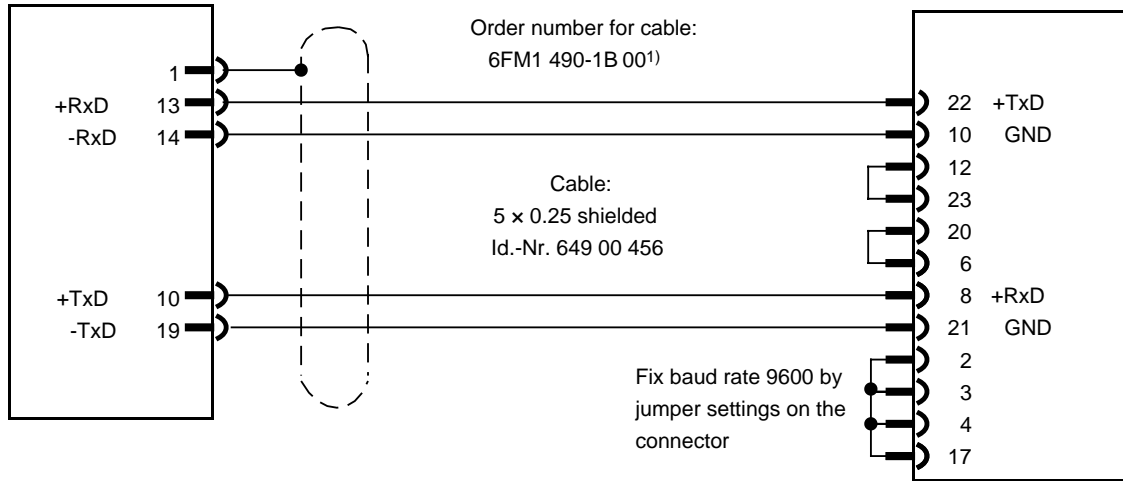 Order number for cable:
6FM1 490-1B 00¹⁾
1
+RxD 13
-RxD 14
+TxD 10
-TxD 19
Cable:
5 × 0.25 shielded
Id.-Nr. 649 00 456
Fix baud rate 9600 by
jumper settings on the
connector
22 +TxD
10 GND
12
23
20
6
8 +RxD
21 GND
2
3
4
17